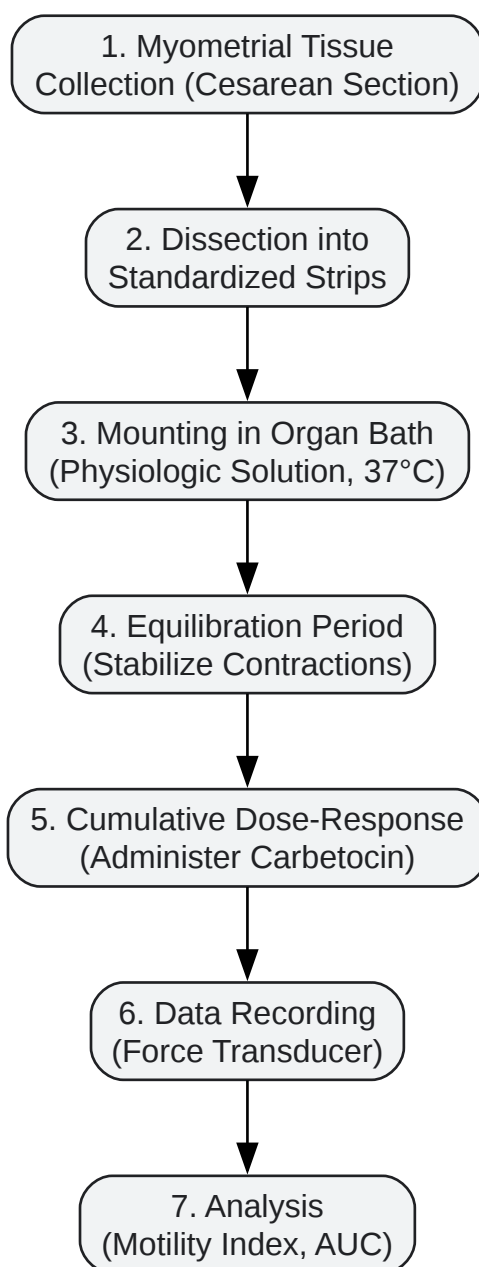 1. Myometrial Tissue
Collection (Cesarean Section)
2. Dissection into
Standardized Strips
3. Mounting in Organ Bath
(Physiologic Solution, 37°C)
4. Equilibration Period
(Stabilize Contractions)
5. Cumulative Dose-Response
(Administer Carbetocin)
6. Data Recording
(Force Transducer)
7. Analysis
(Motility Index, AUC)